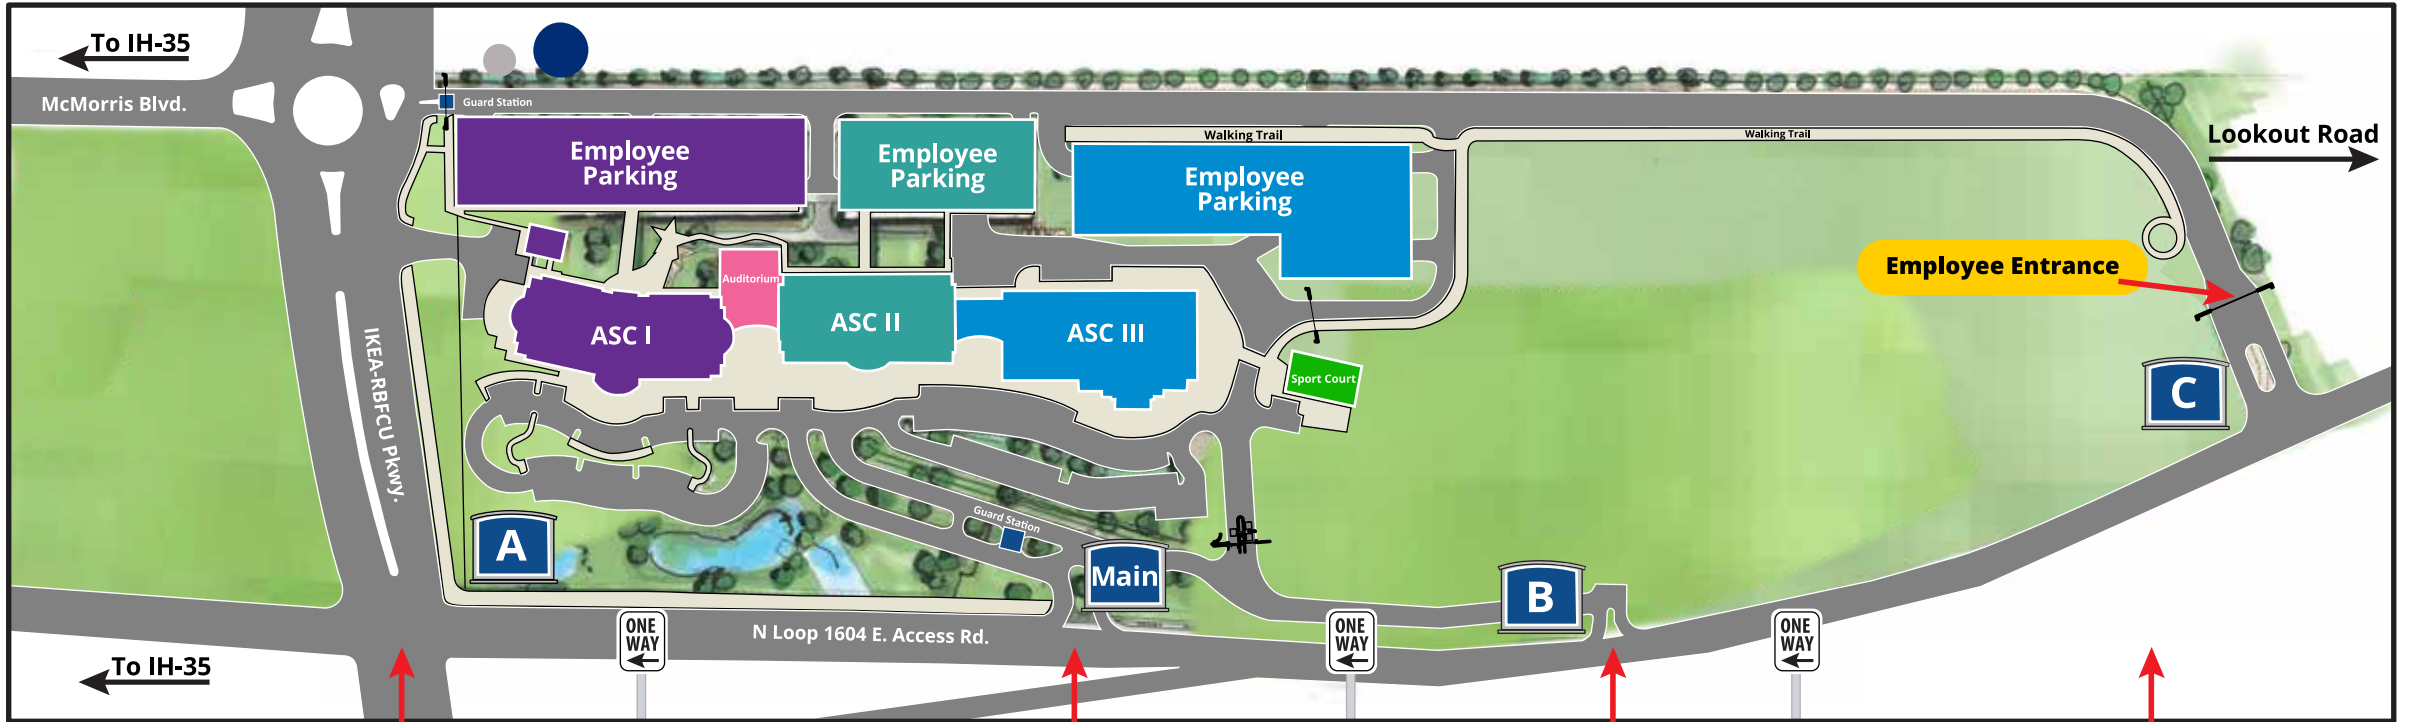 To IH-35
McMorris Blvd.
Guard Station
Employee
Parking
Employee
Parking
Walking Trail
Walking Trail
Employee
Parking
Lookout Road
Employee Entrance
Auditorium
ASC I
ASC II
ASC III
Sport Court
IKEA-RBFCU Pkwy.
C
A
Guard Station
Main
B
N Loop 1604 E. Access Rd.
ONE
WAY
ONE
WAY
ONE
WAY
To IH-35